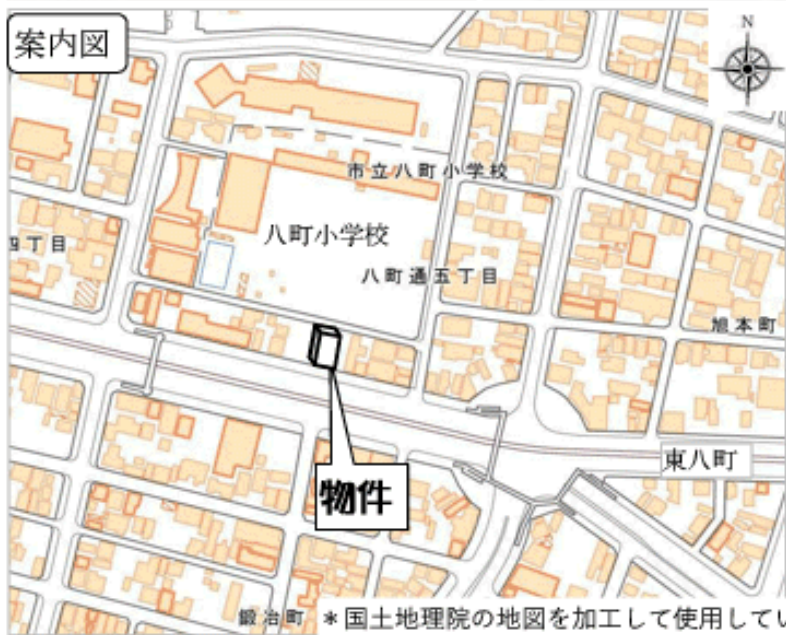 案内図
N
市立八町小学校
八町小学校
四丁目
八町通五丁目
旭本町
東八町
物件
鍛冶町
＊国土地理院の地図を加工して使用してい